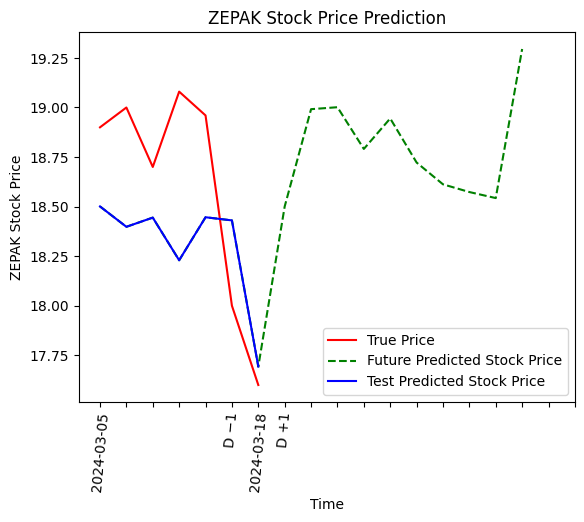 ZEPAK Stock Price Prediction
ZEPAK Stock Price
19.25
19.00
18.75
18.50
18.25
18.00
17.75
True Price
Future Predicted Stock Price
Test Predicted Stock Price
2024-03-05
D −1
2024-03-18
D +1
Time